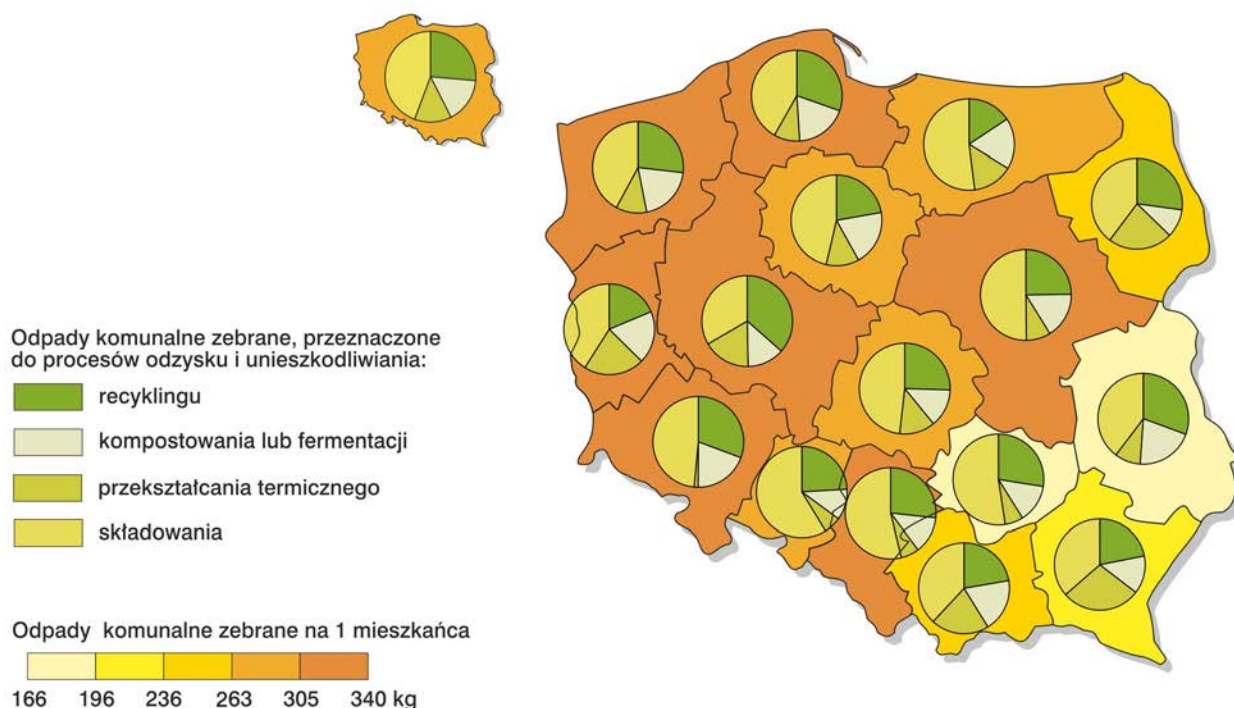 Odpady komunalne zebrane, przeznaczone
do procesów odzysku i unieszkodliwiania:
recyklingu
kompostowania lub fermentacji
przekształcania termicznego
składowania
Odpady komunalne zebrane na 1 mieszkańca
166 196 236 263 305 340 kg